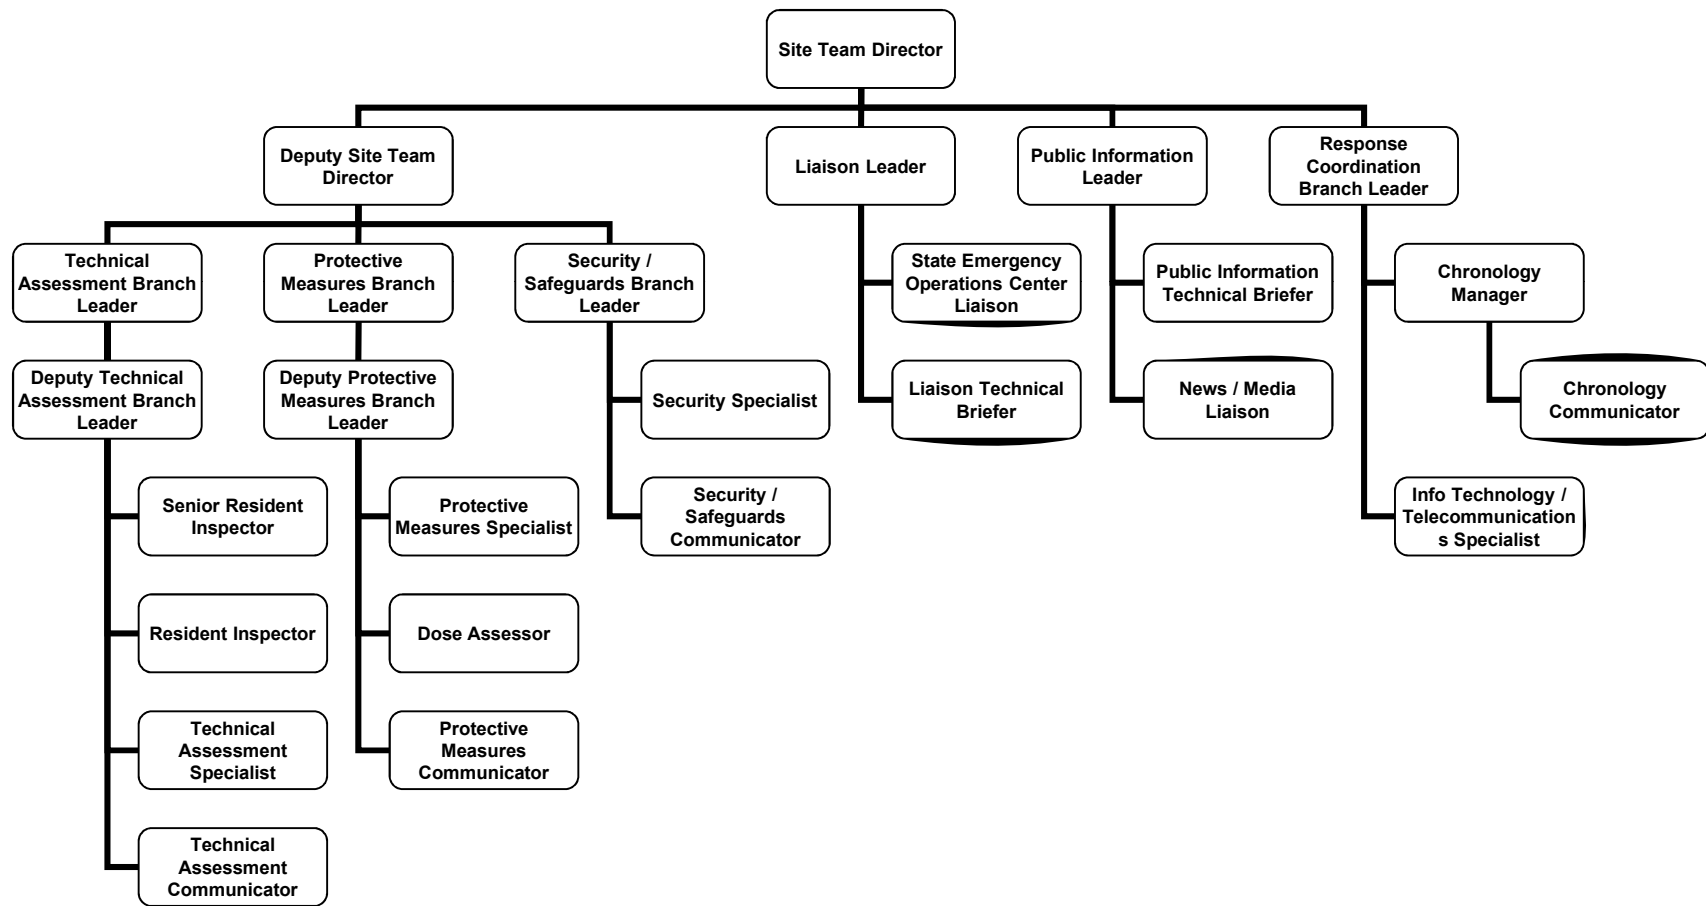 Site Team Director
Deputy Site Team
Director
Liaison Leader
Public Information
Leader
Response
Coordination
Branch Leader
Technical
Assessment Branch
Leader
Protective
Measures Branch
Leader
Security /
Safeguards Branch
Leader
State Emergency
Operations Center
Liaison
Public Information
Technical Briefer
Chronology
Manager
Deputy Technical
Assessment Branch
Leader
Deputy Protective
Measures Branch
Leader
Security Specialist
Liaison Technical
Briefer
News / Media
Liaison
Chronology
Communicator
Senior Resident
Inspector
Protective
Measures Specialist
Security /
Safeguards
Communicator
Info Technology /
Telecommunication
s Specialist
Resident Inspector
Dose Assessor
Technical
Assessment
Specialist
Protective
Measures
Communicator
Technical
Assessment
Communicator